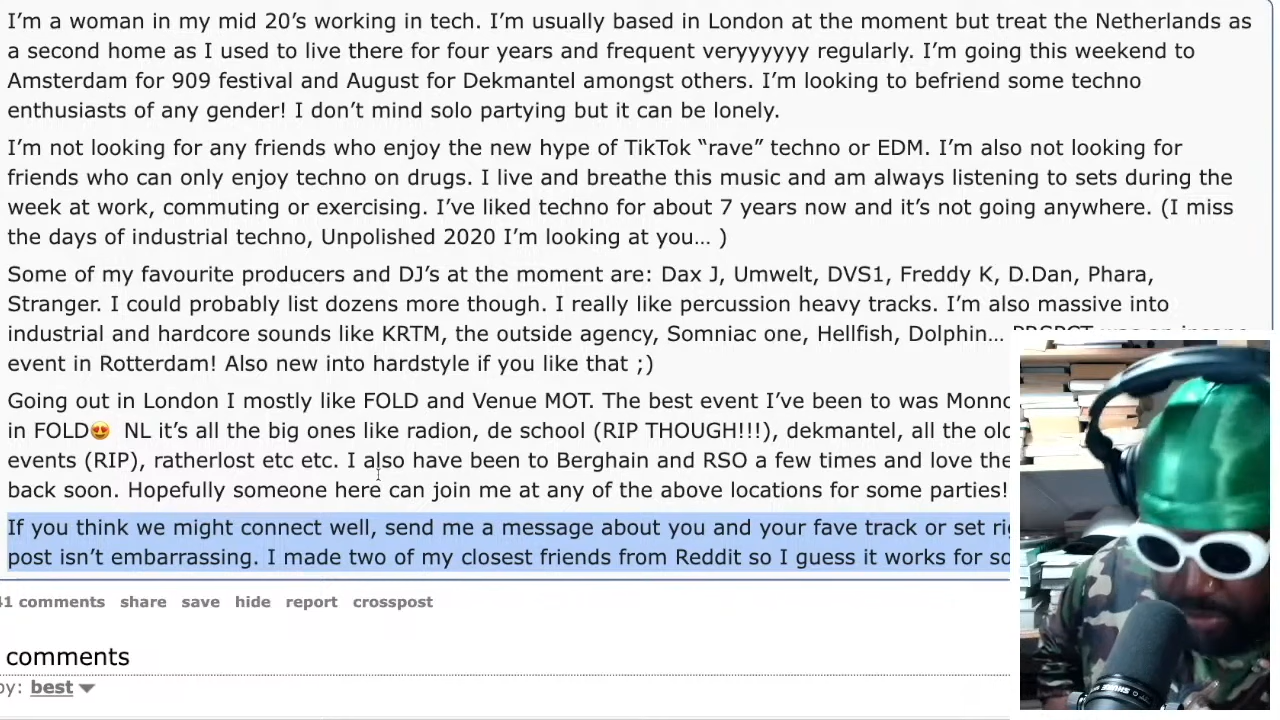 I’m a woman in my mid 20’s working in tech. I’m usually based in London at the moment but treat the Netherlands as
a second home as I used to live there for four years and frequent veryyyyyy regularly. I’m going this weekend to
Amsterdam for 909 festival and August for Dekmantel amongst others. I’m looking to befriend some techno
enthusiasts of any gender! I don’t mind solo partying but it can be lonely.
I’m not looking for any friends who enjoy the new hype of TikTok “rave” techno or EDM. I’m also not looking for
friends who can only enjoy techno on drugs. I live and breathe this music and am always listening to sets during the
week at work, commuting or exercising. I’ve liked techno for about 7 years now and it’s not going anywhere. (I miss
the days of industrial techno, Unpolished 2020 I’m looking at you… )
Some of my favourite producers and DJ’s at the moment are: Dax J, Umwelt, DVS1, Freddy K, D.Dan, Phara,
Stranger. I could probably list dozens more though. I really like percussion heavy tracks. I’m also massive into
industrial and hardcore sounds like KRTM, the outside agency, Somniac one, Hellfish, Dolphin…
event in Rotterdam! Also new into hardstyle if you like that ;)
Going out in London I mostly like FOLD and Venue MOT. The best event I’ve been to was
in FOLD😍 NL it’s all the big ones like radion, de school (RIP THOUGH!!!), dekmantel, all the
events (RIP), ratherlost etc etc. I also have been to Berghain and RSO a few times and love
back soon. Hopefully someone here can join me at any of the above locations for some parties!
If you think we might connect well, send me a message about you and your fave track or set
post isn’t embarrassing. I made two of my closest friends from Reddit so I guess it works for
41 comments share save hide report crosspost
comments
by: best